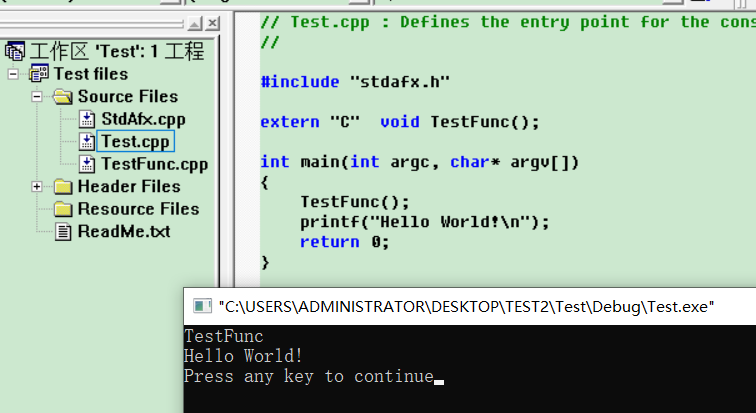 工作区 'Test': 1 工程
Test files
Source Files
StdAfx.cpp
Test.cpp
TestFunc.cpp
Header Files
Resource Files
ReadMe.txt
// Test.cpp : Defines the entry point for the cons
//
#include "stdafx.h"
extern "C"  void TestFunc();
int main(int argc, char* argv[])
{
    TestFunc();
    printf("Hello World!\n");
    return 0;
}
"C:\USERS\ADMINISTRATOR\DESKTOP\TEST2\Test\Debug\Test.exe"
TestFunc
Hello World!
Press any key to continue